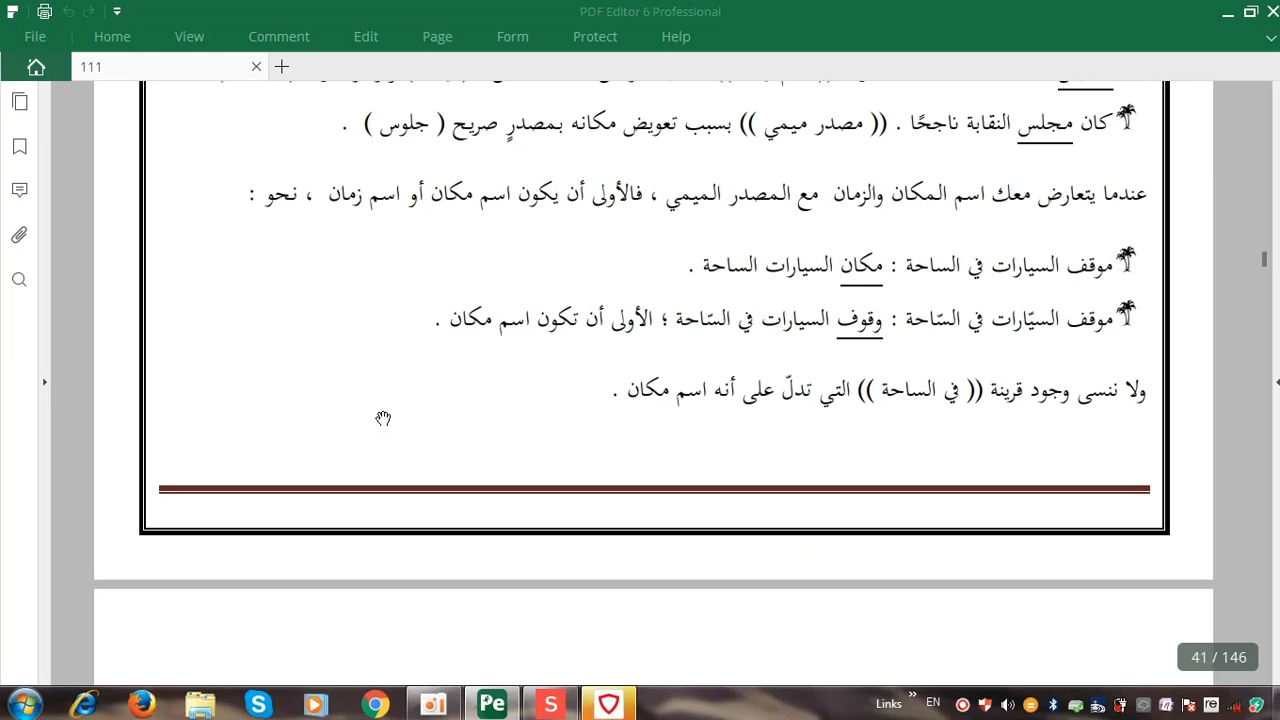 PDF Editor 6 Professional
File Home View Comment Edit Page Form Protect Help
111
كان مجلس النقابة ناجحًا . (( مصدر ميمي )) بسبب تعويض مكانه بمصدرٍ صريح ( جلوس ) .
عندما يتعارض معك اسم المكان والزمان مع المصدر الميمي ، فالأولى أن يكون اسم مكان أو اسم زمان ، نحو :
موقف السيارات في الساحة : مكان السيارات الساحة .
موقف السيّارات في السّاحة : وقوف السيارات في السّاحة ؛ الأولى أن تكون اسم مكان .
ولا ننسى وجود قرينة (( في الساحة )) التي تدلّ على أنه اسم مكان .
41 / 146
Pe S Links » EN